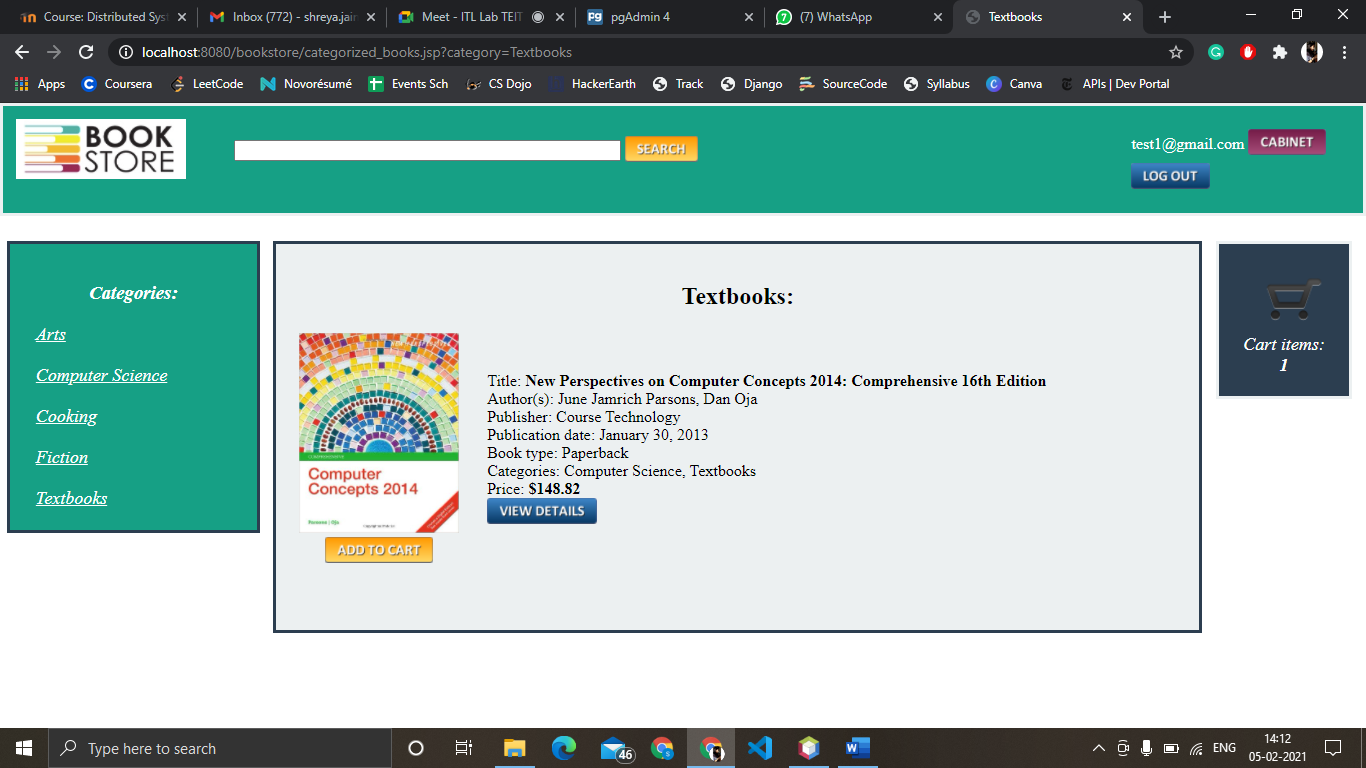 Course: Distributed Syst
Inbox (772) - shreya.jain
Meet - ITL Lab TEIT
pgAdmin 4
(7) WhatsApp
Textbooks
localhost:8080/bookstore/categorized_books.jsp?category=Textbooks
Apps
Coursera
LeetCode
Novorésumé
Events Sch
CS Dojo
HackerEarth
Track
Django
SourceCode
Syllabus
Canva
APIs | Dev Portal
BOOK
STORE
SEARCH
test1@gmail.com CABINET
LOG OUT
Categories:
Arts
Computer Science
Cooking
Fiction
Textbooks
Textbooks:
COMPREHENSIVE
Computer
Concepts 2014
Parsons | Oja
ADD TO CART
Title: New Perspectives on Computer Concepts 2014: Comprehensive 16th Edition
Author(s): June Jamrich Parsons, Dan Oja
Publisher: Course Technology
Publication date: January 30, 2013
Book type: Paperback
Categories: Computer Science, Textbooks
Price: $148.82
VIEW DETAILS
Cart items:
1
Type here to search
46
ENG
14:12
05-02-2021